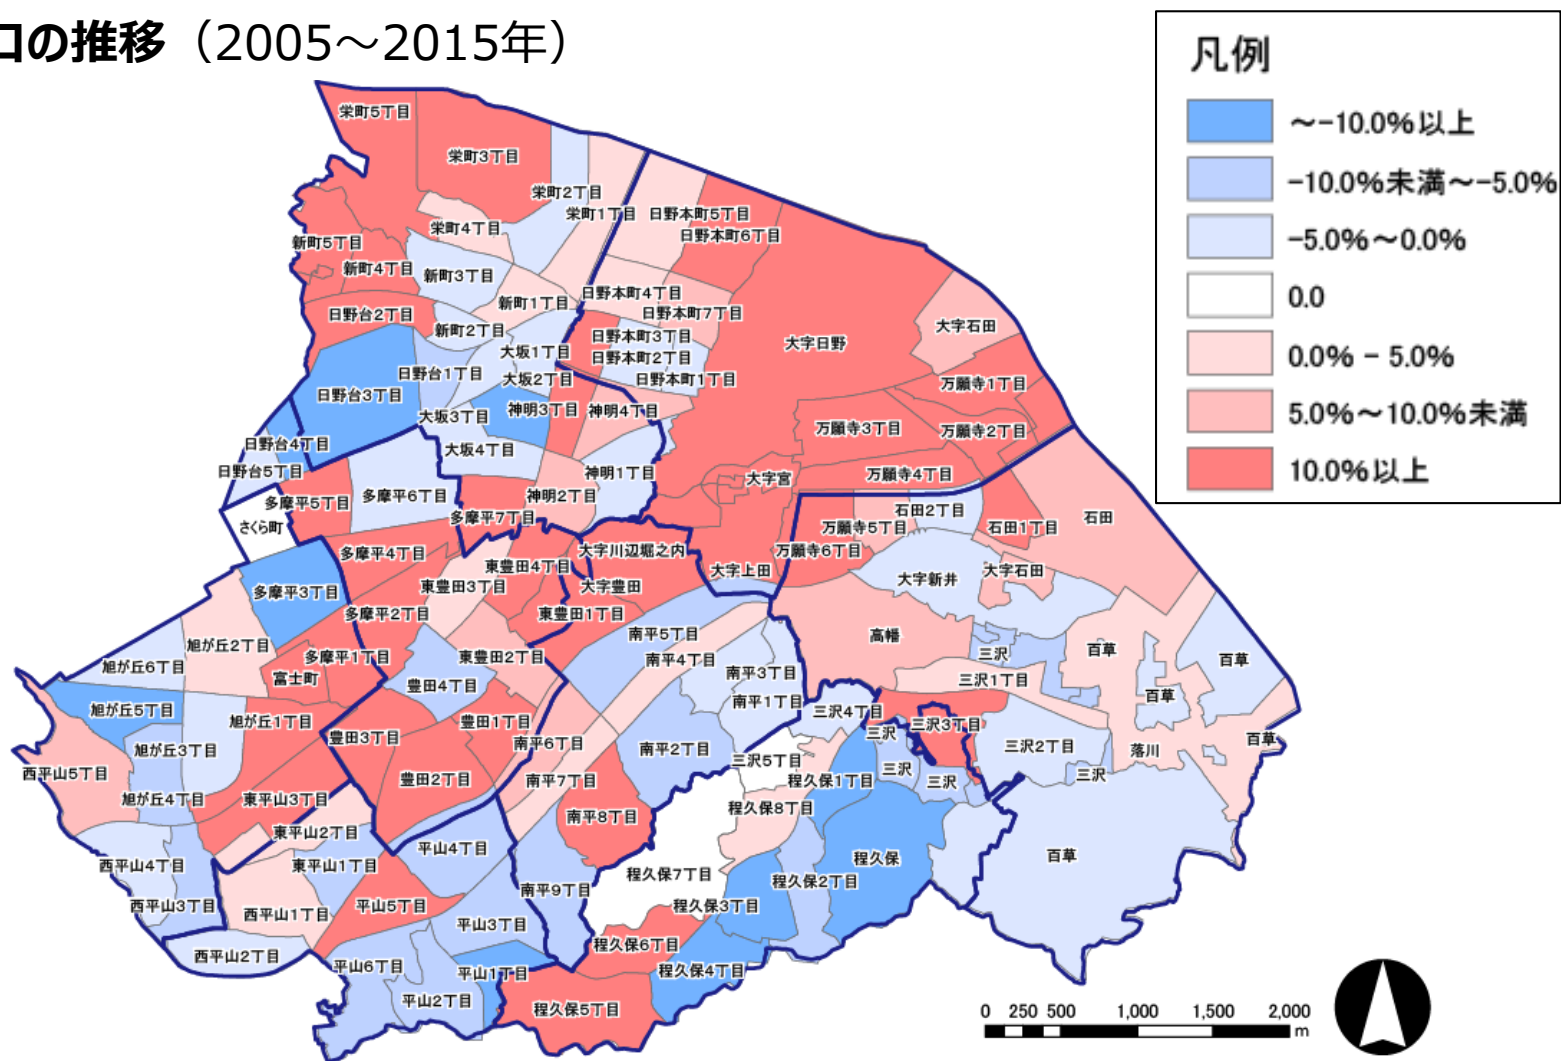 口の推移（2005～2015年）
凡例
～-10.0%以上
-10.0%未満～-5.0%
-5.0%～0.0%
0.0
0.0% - 5.0%
5.0%～10.0%未満
10.0%以上
栄町5丁目
栄町3丁目
栄町2丁目
栄町1丁目
栄町4丁目
日野本町5丁目
日野本町6丁目
新町5丁目
新町4丁目
新町3丁目
新町1丁目
日野本町4丁目
日野本町7丁目
日野台2丁目
新町2丁目
日野本町3丁目
大字日野
大字石田
大坂1丁目
日野本町2丁目
日野台1丁目
大坂2丁目
日野本町1丁目
万願寺1丁目
日野台3丁目
大坂3丁目
神明3丁目
神明4丁目
万願寺3丁目
万願寺2丁目
日野台4丁目
大坂4丁目
日野台5丁目
神明1丁目
大字宮
万願寺4丁目
多摩平5丁目
多摩平6丁目
神明2丁目
石田2丁目
さくら町
多摩平7丁目
万願寺5丁目
石田1丁目
石田
多摩平4丁目
大字川辺堀之内
万願寺6丁目
東豊田4丁目
大字上田
大字新井
大字石田
多摩平3丁目
東豊田3丁目
大字豊田
多摩平2丁目
東豊田1丁目
南平5丁目
高幡
旭が丘2丁目
多摩平1丁目
東豊田2丁目
南平4丁目
三沢
百草
百草
旭が丘6丁目
富士町
豊田4丁目
南平3丁目
三沢1丁目
旭が丘5丁目
旭が丘1丁目
豊田1丁目
南平1丁目
三沢4丁目
百草
旭が丘3丁目
豊田3丁目
南平6丁目
南平2丁目
三沢
三沢3丁目
三沢2丁目
落川
百草
西平山5丁目
豊田2丁目
南平7丁目
三沢5丁目
程久保1丁目
三沢
三沢
三沢
旭が丘4丁目
東平山3丁目
南平8丁目
程久保8丁目
東平山2丁目
西平山4丁目
東平山1丁目
平山4丁目
程久保
百草
南平9丁目
程久保7丁目
程久保2丁目
西平山3丁目
西平山1丁目
平山5丁目
程久保3丁目
平山3丁目
程久保6丁目
西平山2丁目
平山6丁目
平山1丁目
程久保4丁目
平山2丁目
程久保5丁目
0 250 500 1,000 1,500 2,000
m